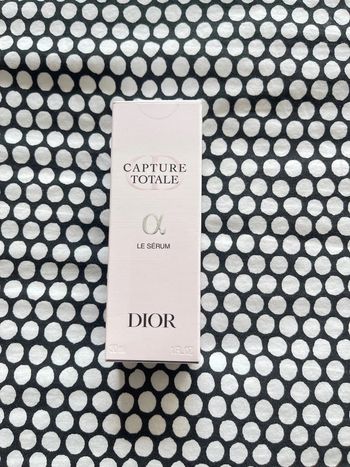 CAPTURE
TOTALE
α
LE SÉRUM
DIOR